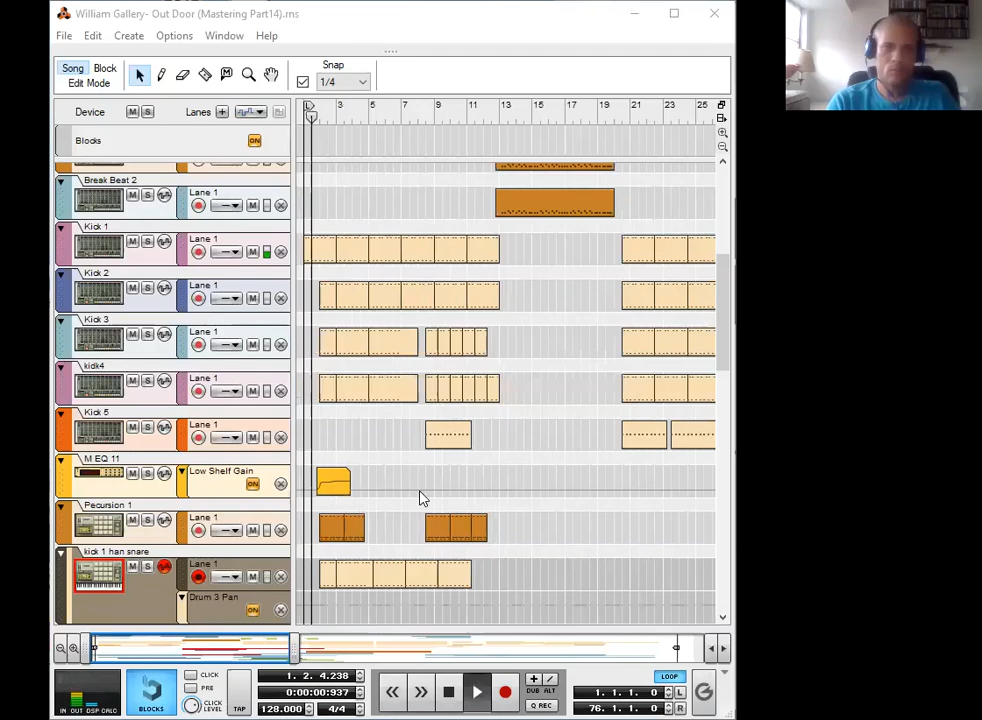 William Gallery- Out Door (Mastering Part14).rns
File Edit Create Options Window Help
Song Block
Edit Mode
Snap
1/4
Device M S Lanes
3 5 7 9 11 13 15 17 19 21 23 25
Blocks ON
Break Beat 2
M S Lane 1 M
Kick 1
M S Lane 1 M
Kick 2
M S Lane 1 M
Kick 3
M S Lane 1 M
kidk4
M S Lane 1 M
Kick 5
M S Lane 1 M
M EQ 11
Low Shelf Gain
ON
Pecursion 1
M S Lane 1 M
kick 1 han snare
M S Lane 1 M
Drum 3 Pan
ON
IN OUT DSP CALC
BLOCKS
CLICK
PRE
LEVEL
TAP
1. 2. 4.238
0:00:00:937
128.000 4/4
DUB ALT
Q REC
LOOP
1. 1. 1. 0 L
76. 1. 1. 0 R